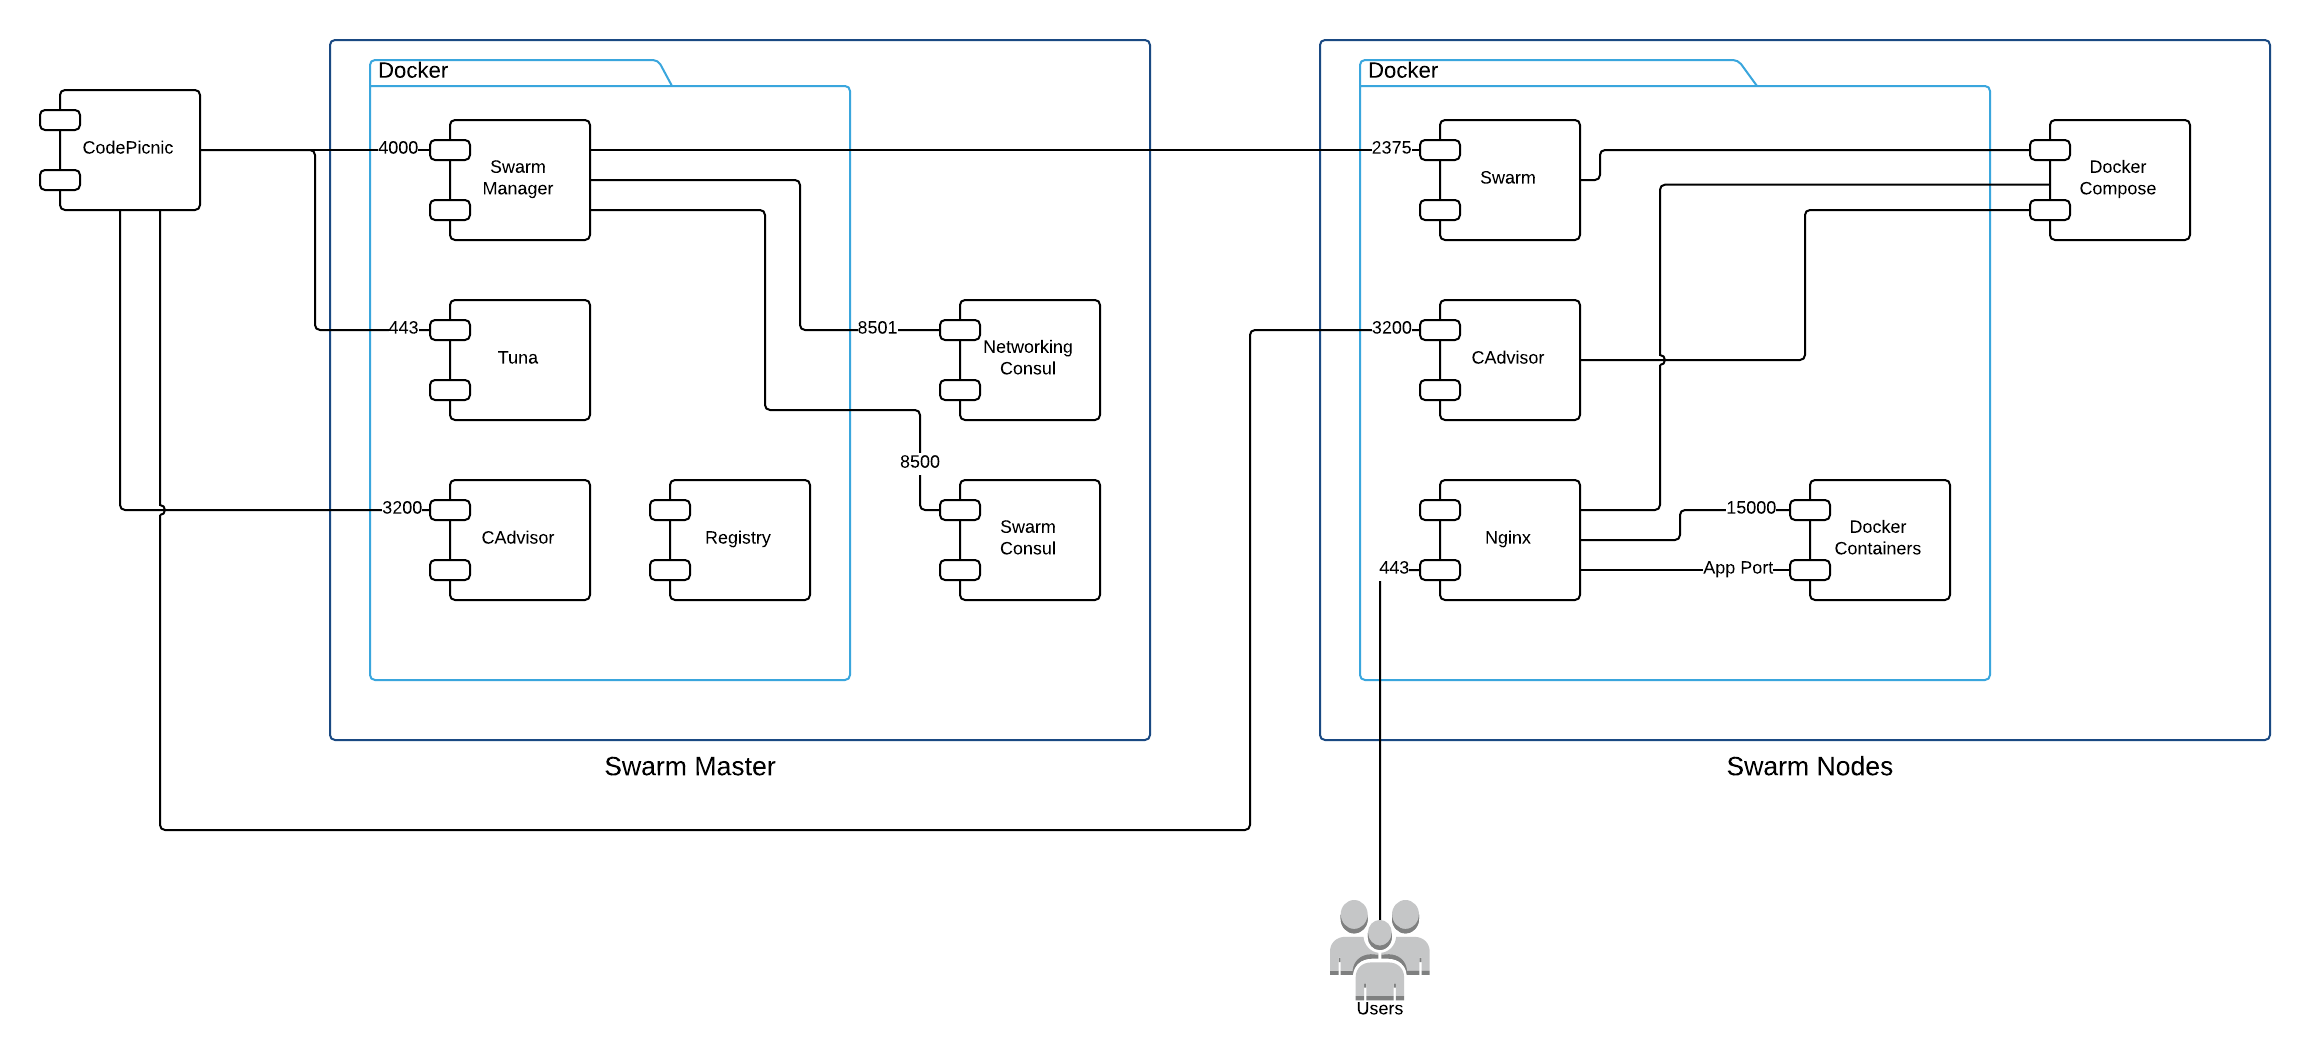 Docker
Docker
CodePicnic
4000
Swarm
Manager
2375
Swarm
Docker
Compose
443
Tuna
8501
Networking
Consul
3200
CAdvisor
8500
3200
CAdvisor
Registry
Swarm
Consul
443
Nginx
15000
App Port
Docker
Containers
Swarm Master
Swarm Nodes
Users